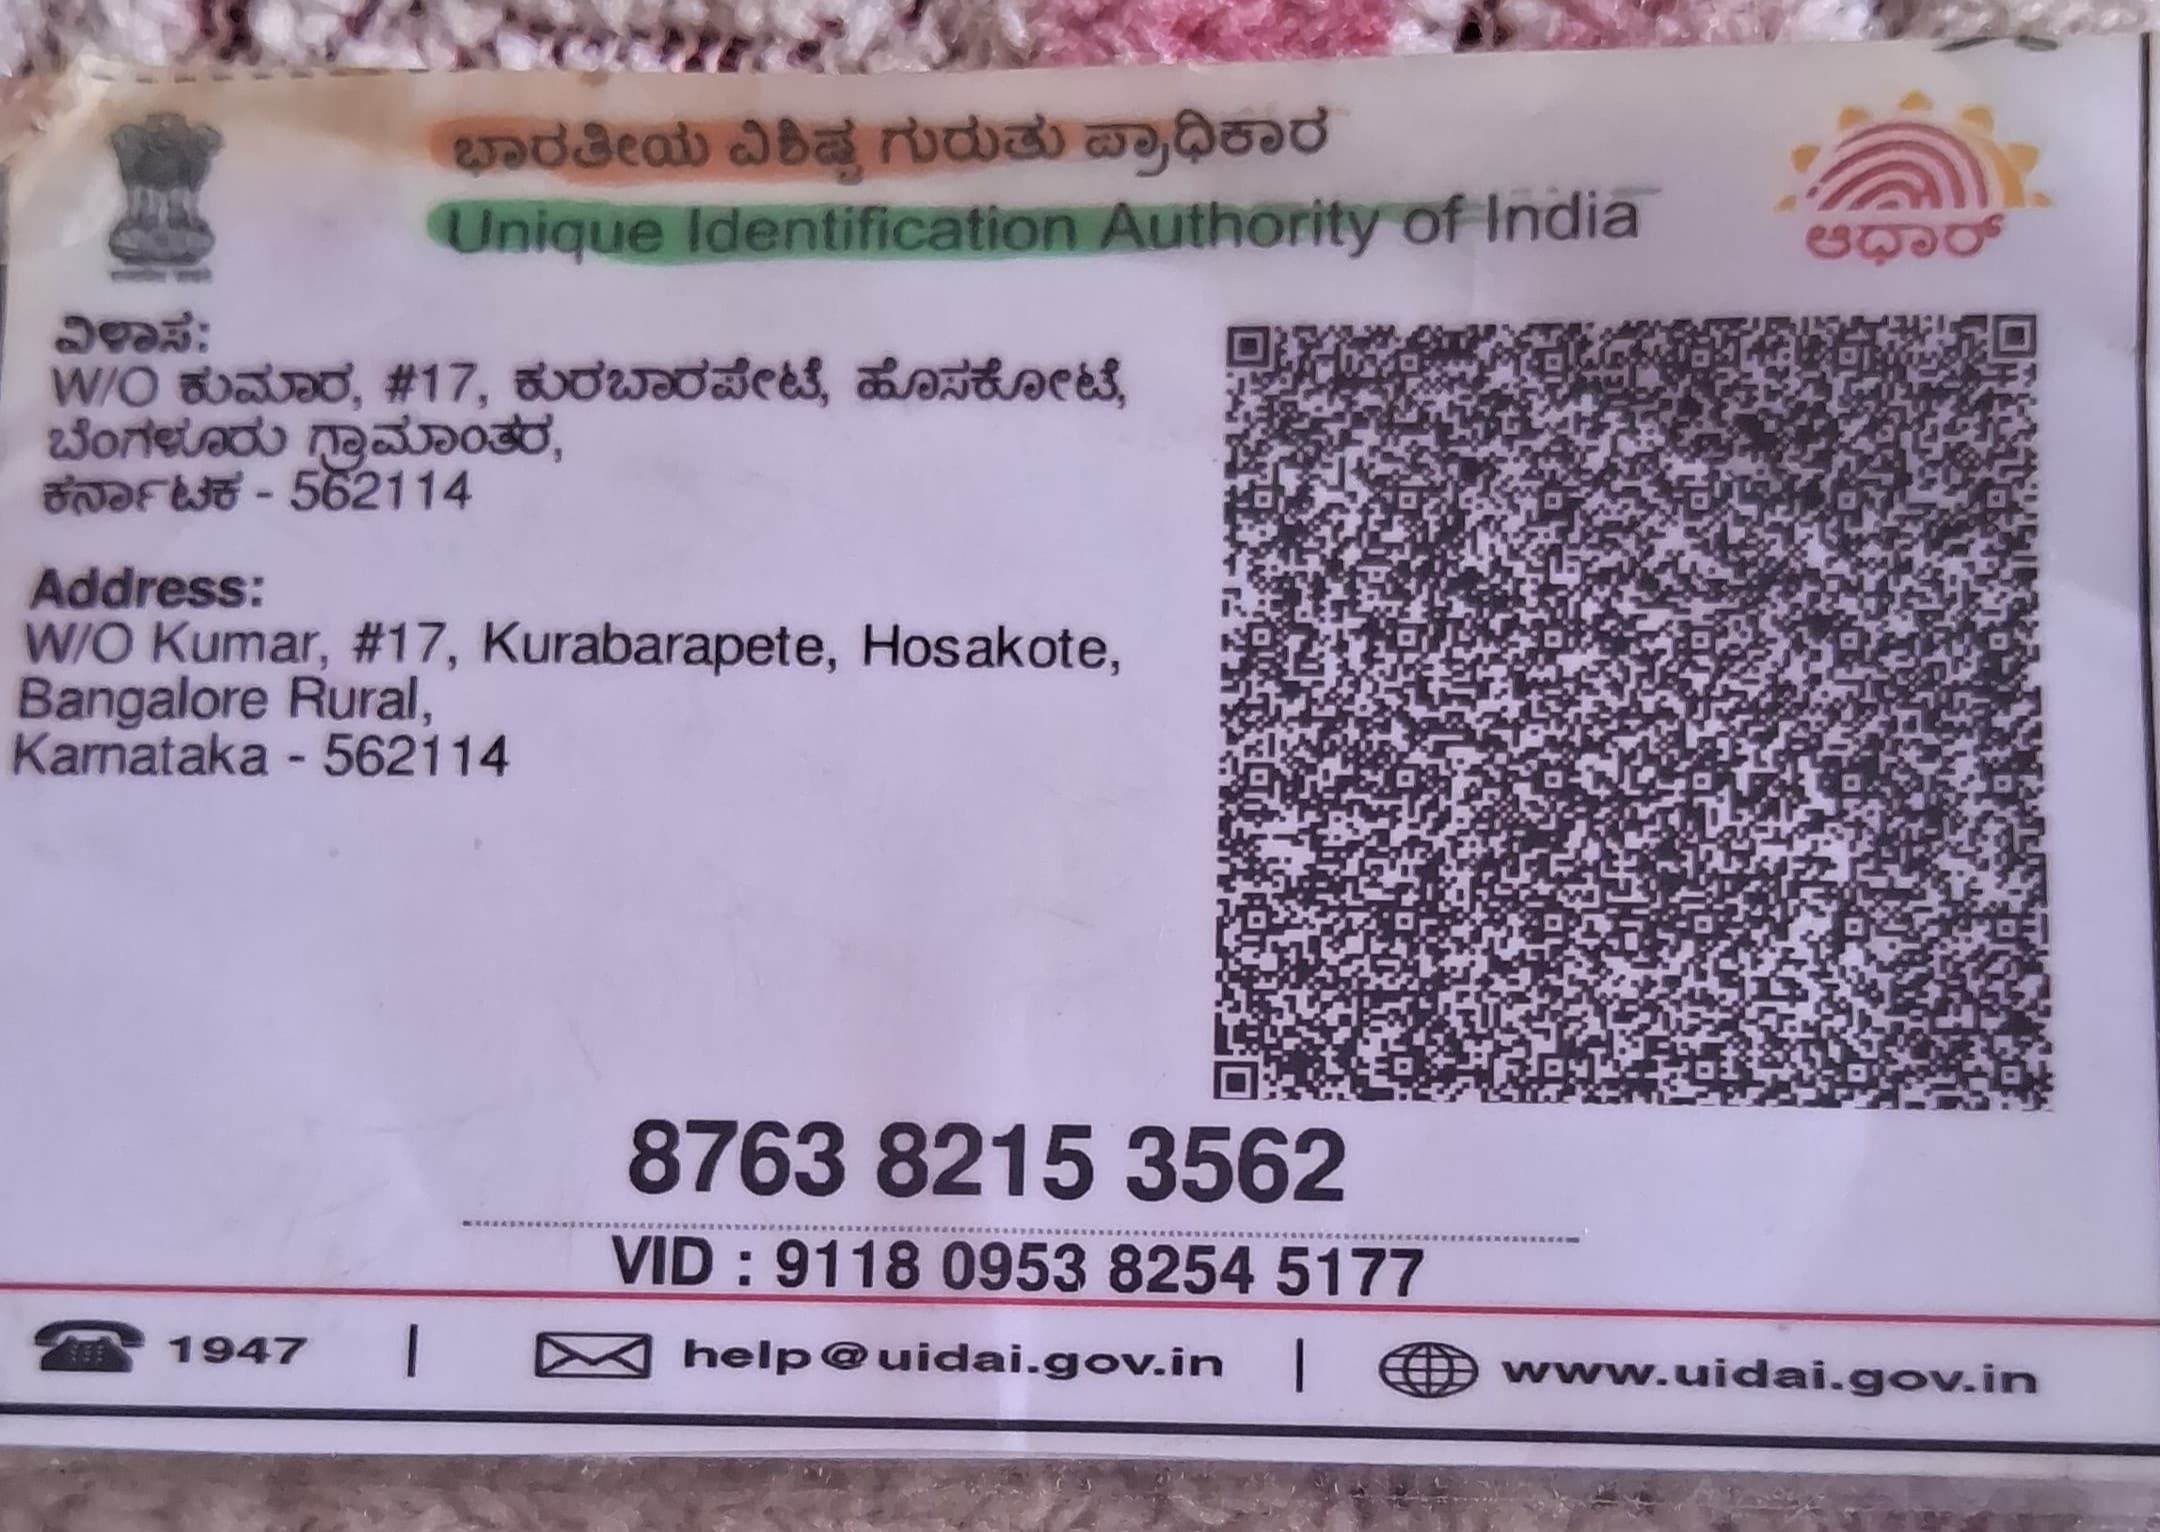 ಭಾರತೀಯ ವಿಶಿಷ್ಟ ಗುರುತು ಪ್ರಾಧಿಕಾರ
Unique Identification Authority of India
ಆಧಾರ್
ವಿಳಾಸ:
W/O ಕುಮಾರ, #17, ಕುರಬಾರಪೇಟೆ, ಹೊಸಕೋಟೆ,
ಬೆಂಗಳೂರು ಗ್ರಾಮಾಂತರ,
ಕರ್ನಾಟಕ - 562114
Address:
W/O Kumar, #17, Kurabarapete, Hosakote,
Bangalore Rural,
Karnataka - 562114
8763 8215 3562
VID : 9118 0953 8254 5177
1947 | help@uidai.gov.in | www.uidai.gov.in